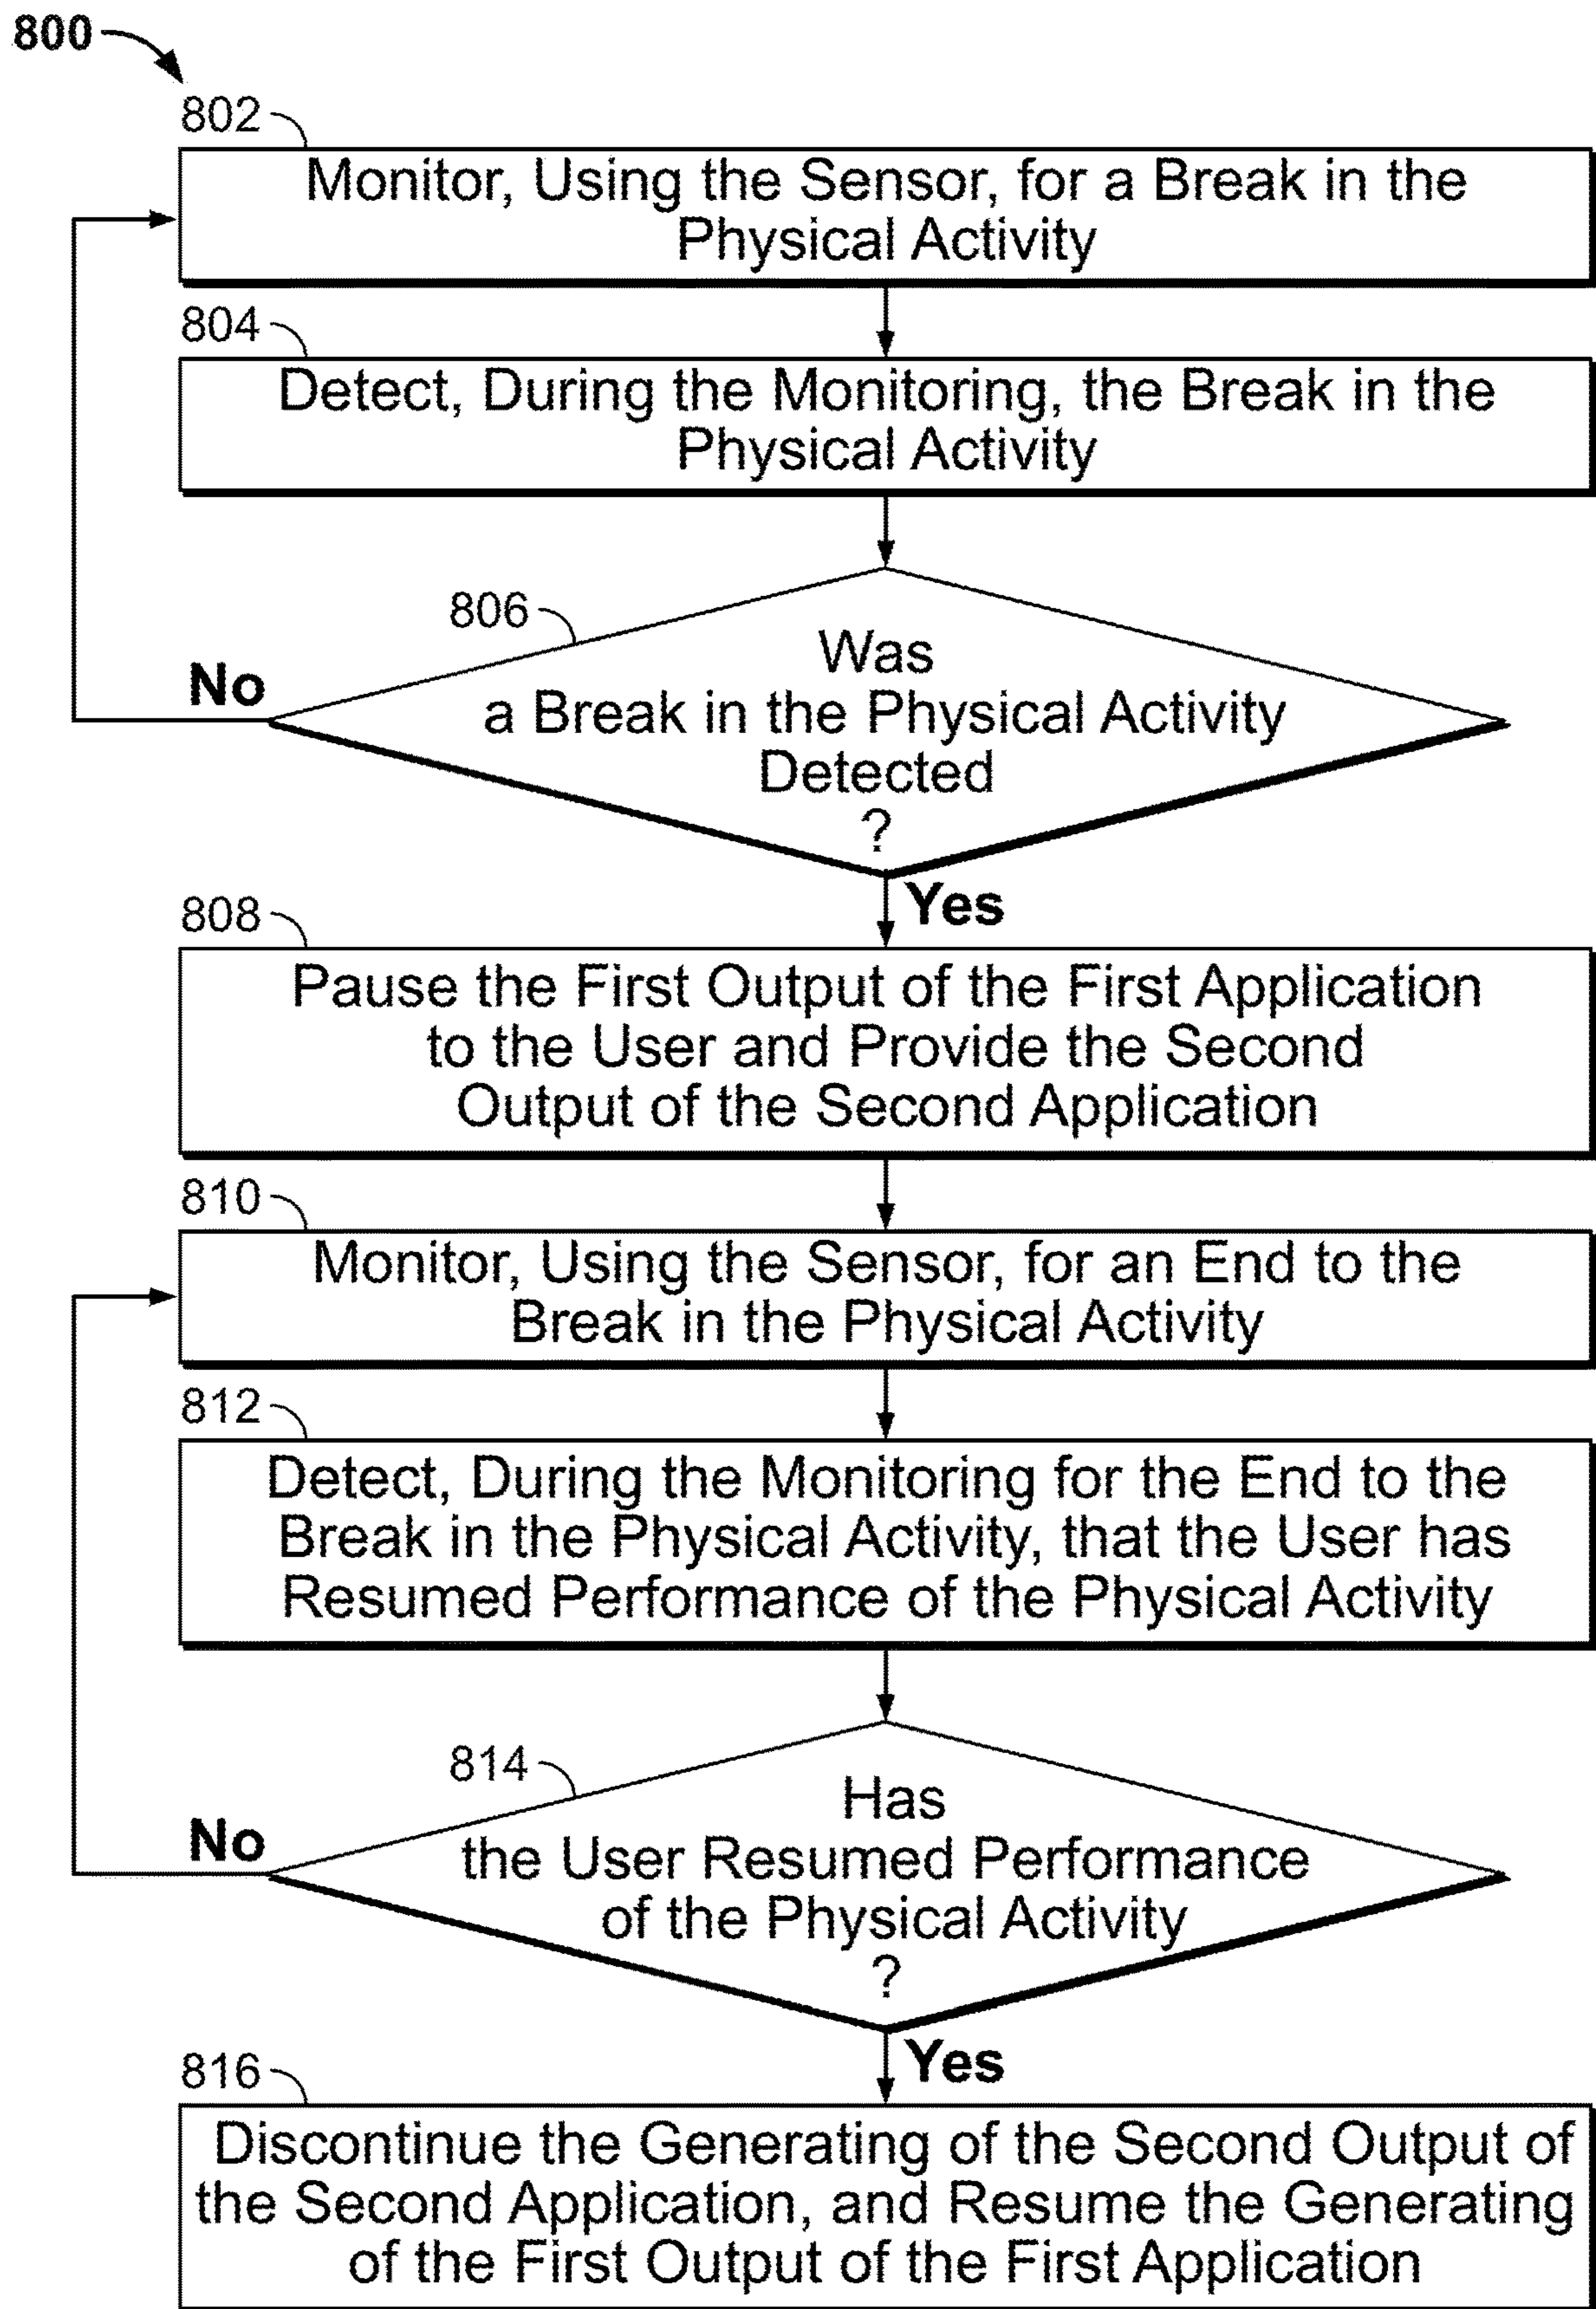 800
802
Monitor, Using the Sensor, for a Break in the
Physical Activity
804
Detect, During the Monitoring, the Break in the
Physical Activity
806
Was
a Break in the Physical Activity
Detected
?
No
Yes
808
Pause the First Output of the First Application
to the User and Provide the Second
Output of the Second Application
810
Monitor, Using the Sensor, for an End to the
Break in the Physical Activity
812
Detect, During the Monitoring for the End to the
Break in the Physical Activity, that the User has
Resumed Performance of the Physical Activity
814
Has
the User Resumed Performance
of the Physical Activity
?
No
Yes
816
Discontinue the Generating of the Second Output of
the Second Application, and Resume the Generating
of the First Output of the First Application